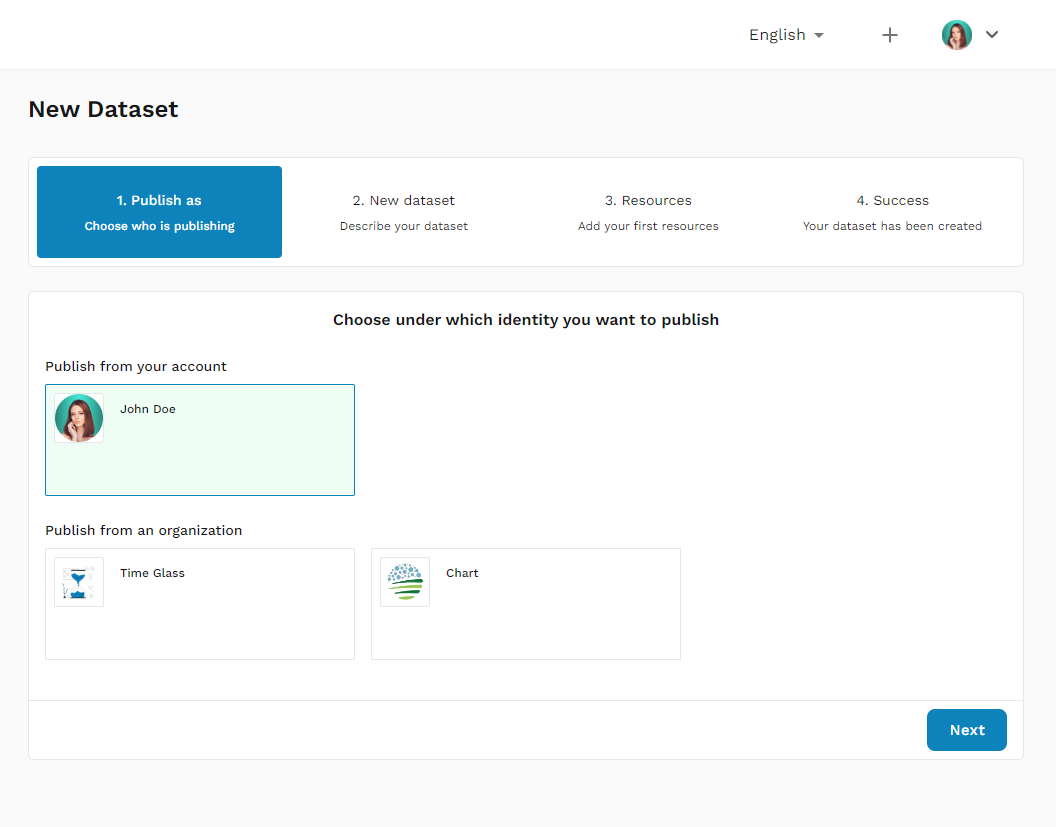 English
New Dataset
1. Publish as
Choose who is publishing
2. New dataset
Describe your dataset
3. Resources
Add your first resources
4. Success
Your dataset has been created
Choose under which identity you want to publish
Publish from your account
John Doe
Publish from an organization
Time Glass
Chart
Next